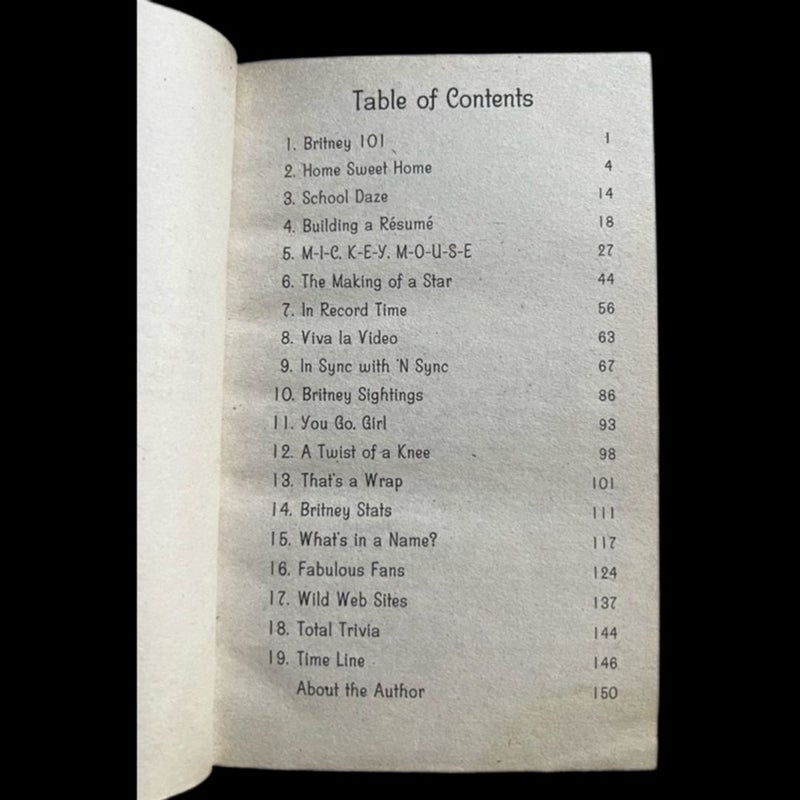 Table of Contents
1. Britney 101 1
2. Home Sweet Home 4
3. School Daze 14
4. Building a Résumé 18
5. M-I-C, K-E-Y, M-O-U-S-E 27
6. The Making of a Star 44
7. In Record Time 56
8. Viva la Video 63
9. In Sync with 'N Sync 67
10. Britney Sightings 86
11. You Go, Girl 93
12. A Twist of a Knee 98
13. That's a Wrap 101
14. Britney Stats 111
15. What's in a Name? 117
16. Fabulous Fans 124
17. Wild Web Sites 137
18. Total Trivia 144
19. Time Line 146
About the Author 150